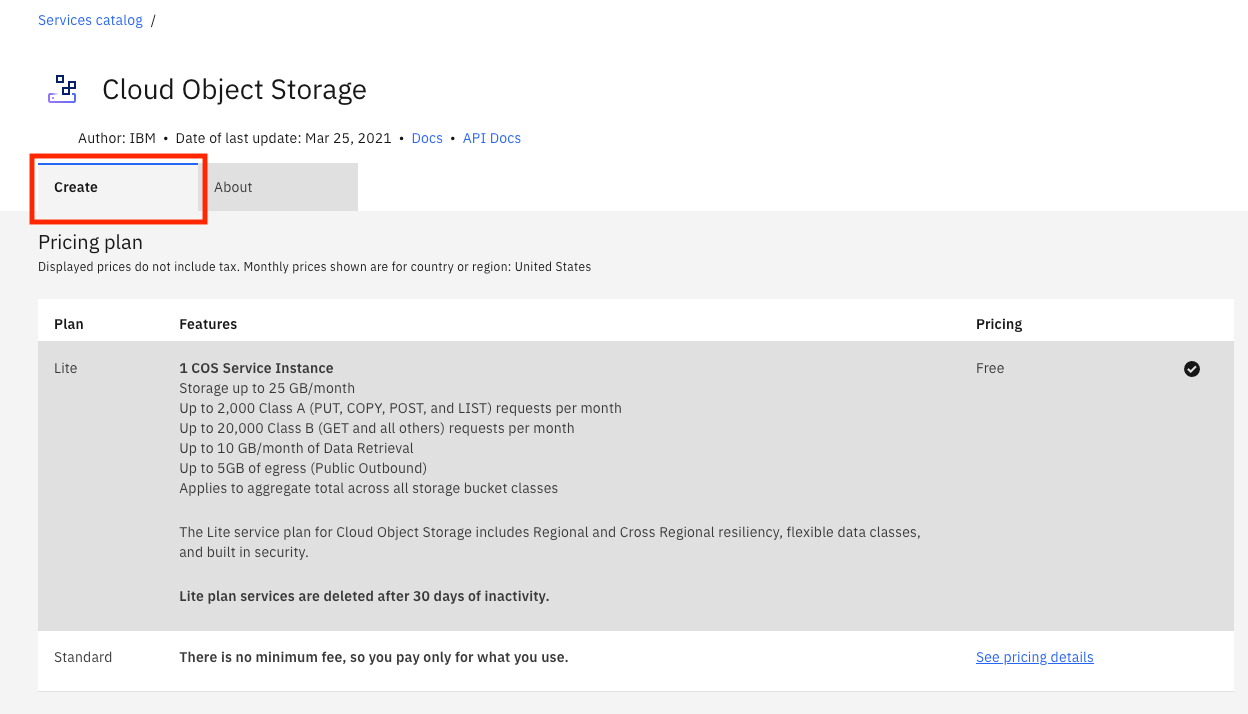 Services catalog /
Cloud Object Storage
Author: IBM • Date of last update: Mar 25, 2021 • Docs • API Docs
Create About
Pricing plan
Displayed prices do not include tax. Monthly prices shown are for country or region: United States
Plan Features Pricing
Lite 1 COS Service Instance Free
Storage up to 25 GB/month
Up to 2,000 Class A (PUT, COPY, POST, and LIST) requests per month
Up to 20,000 Class B (GET and all others) requests per month
Up to 10 GB/month of Data Retrieval
Up to 5GB of egress (Public Outbound)
Applies to aggregate total across all storage bucket classes
The Lite service plan for Cloud Object Storage includes Regional and Cross Regional resiliency, flexible data classes,
and built in security.
Lite plan services are deleted after 30 days of inactivity.
Standard There is no minimum fee, so you pay only for what you use. See pricing details